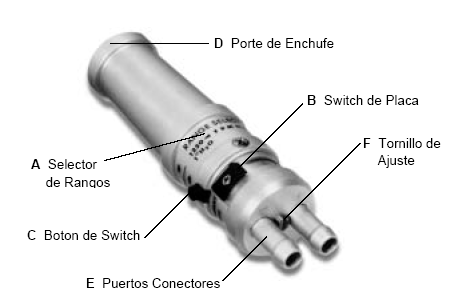 D Porte de Enchufe
B Switch de Placa
F Tornillo de
Ajuste
A Selector
de Rangos
C Boton de Switch
E Puertos Conectores